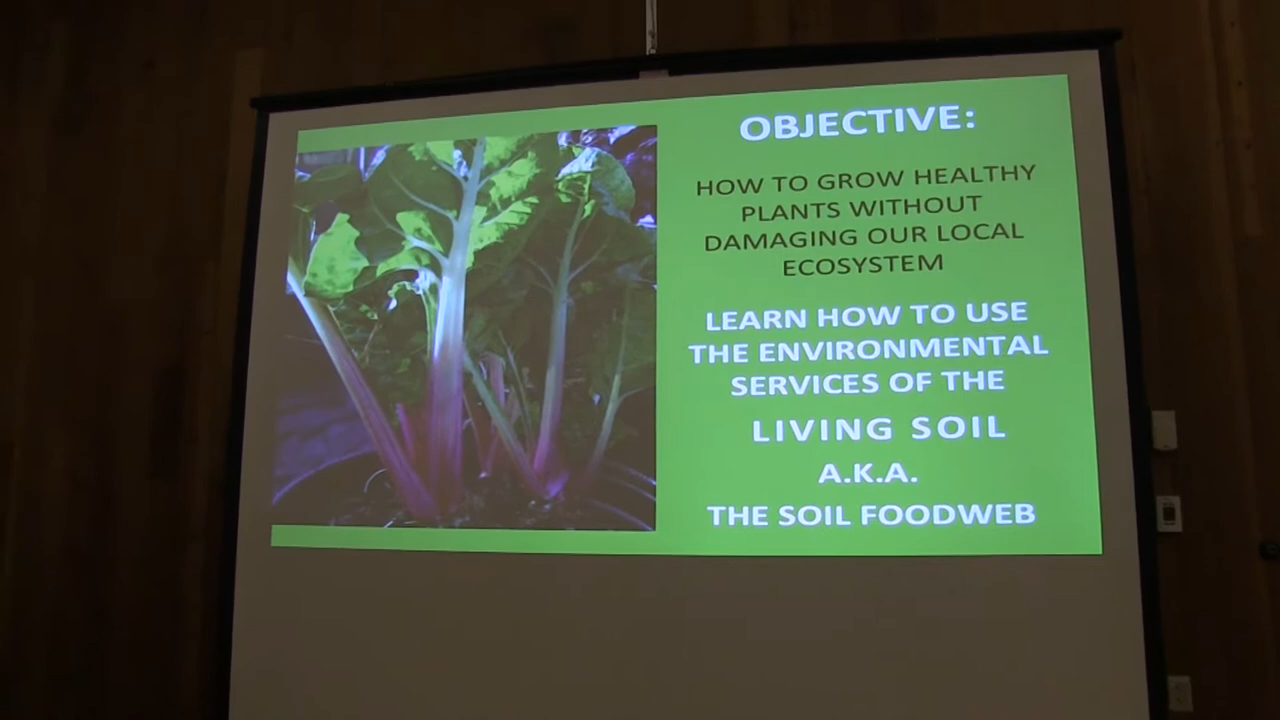 OBJECTIVE:
HOW TO GROW HEALTHY
PLANTS WITHOUT
DAMAGING OUR LOCAL
ECOSYSTEM
LEARN HOW TO USE
THE ENVIRONMENTAL
SERVICES OF THE
LIVING SOIL
A.K.A.
THE SOIL FOODWEB